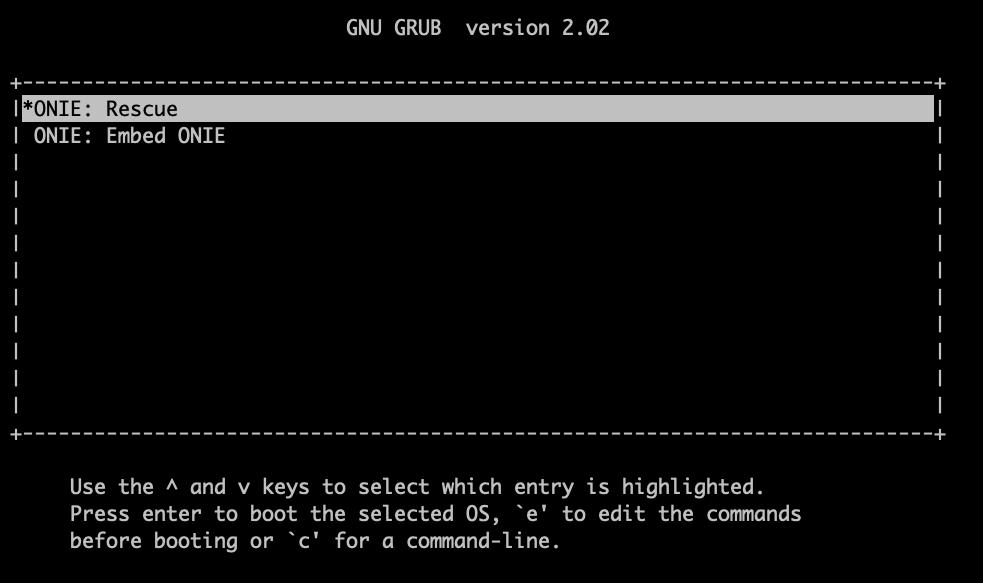 GNU GRUB  version 2.02
*ONIE: Rescue
ONIE: Embed ONIE
Use the ^ and v keys to select which entry is highlighted.
Press enter to boot the selected OS, `e' to edit the commands
before booting or `c' for a command-line.